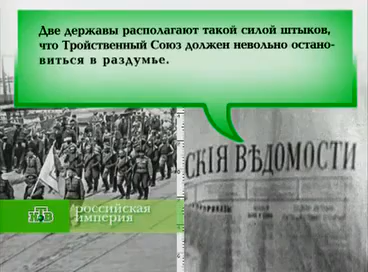 Две державы располагают такой силой штыков,
что Тройственный Союз должен невольно остано-
виться в раздумье.
СКІЯ ВѢДОМОСТИ
НТВ
российская
империя